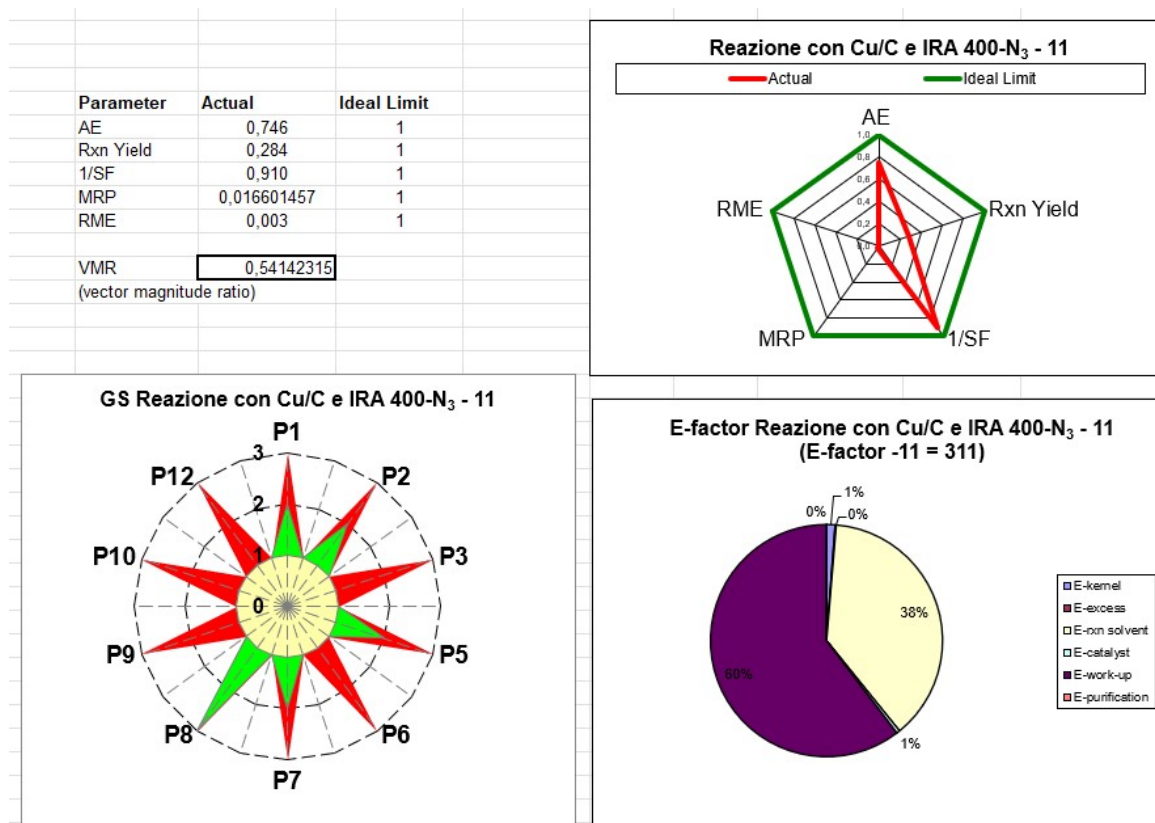 Parameter Actual Ideal Limit
AE 0,746 1
Rxn Yield 0,284 1
1/SF 0,910 1
MRP 0,016601457 1
RME 0,003 1
VMR 0,54142315
(vector magnitude ratio)
Reazione con Cu/C e IRA 400-N₃ - 11
Actual Ideal Limit
AE
1,0
0,8
0,6
0,4
0,2
0,0
RME
Rxn Yield
MRP
1/SF
GS Reazione con Cu/C e IRA 400-N₃ - 11
P1
3
P12
P2
2
P10
1
P3
0
P9
P5
P8
P6
P7
E-factor Reazione con Cu/C e IRA 400-N₃ - 11
(E-factor -11 = 311)
1%
0%
0%
38%
60%
1%
E-kernel
E-excess
E-rxn solvent
E-catalyst
E-work-up
E-purification